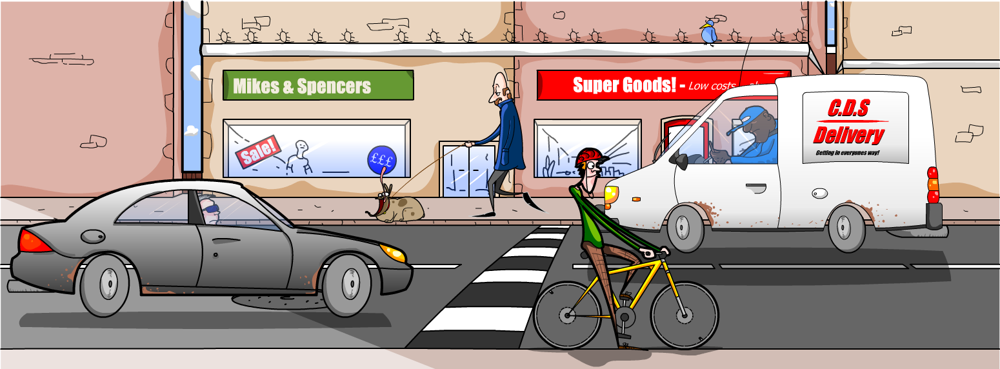 Mikes & Spencers
Super Goods! - Low costs
Sale!
£££
C.D.S
Delivery
Getting in everyones way!